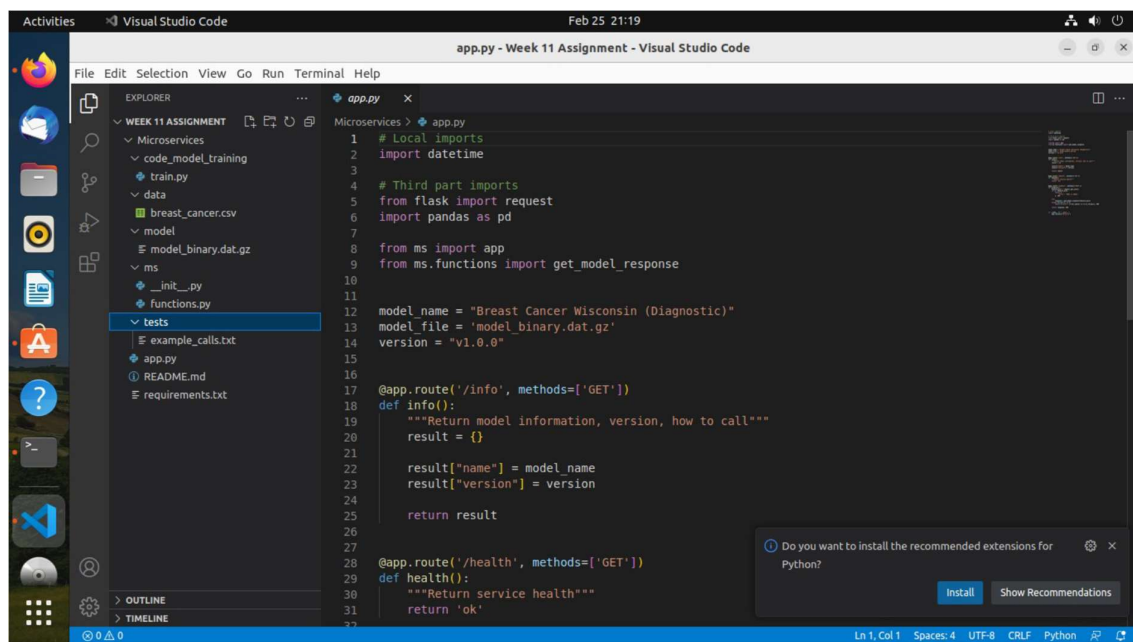 Activities Visual Studio Code Feb 25 21:19
app.py - Week 11 Assignment - Visual Studio Code
File Edit Selection View Go Run Terminal Help
EXPLORER
WEEK 11 ASSIGNMENT
Microservices
code_model_training
train.py
data
breast_cancer.csv
model
model_binary.dat.gz
ms
__init__.py
functions.py
tests
example_calls.txt
app.py
README.md
requirements.txt
OUTLINE
TIMELINE
app.py
Microservices > app.py
1 # Local imports
2 import datetime
3
4 # Third part imports
5 from flask import request
6 import pandas as pd
7
8 from ms import app
9 from ms.functions import get_model_response
10
11
12 model_name = "Breast Cancer Wisconsin (Diagnostic)"
13 model_file = 'model_binary.dat.gz'
14 version = "v1.0.0"
15
16
17 @app.route('/info', methods=['GET'])
18 def info():
19 """Return model information, version, how to call"""
20 result = {}
21
22 result["name"] = model_name
23 result["version"] = version
24
25 return result
26
27
28 @app.route('/health', methods=['GET'])
29 def health():
30 """Return service health"""
31 return 'ok'
32
Do you want to install the recommended extensions for
Python?
Install Show Recommendations
0 0 Ln 1, Col 1 Spaces: 4 UTF-8 CRLF Python